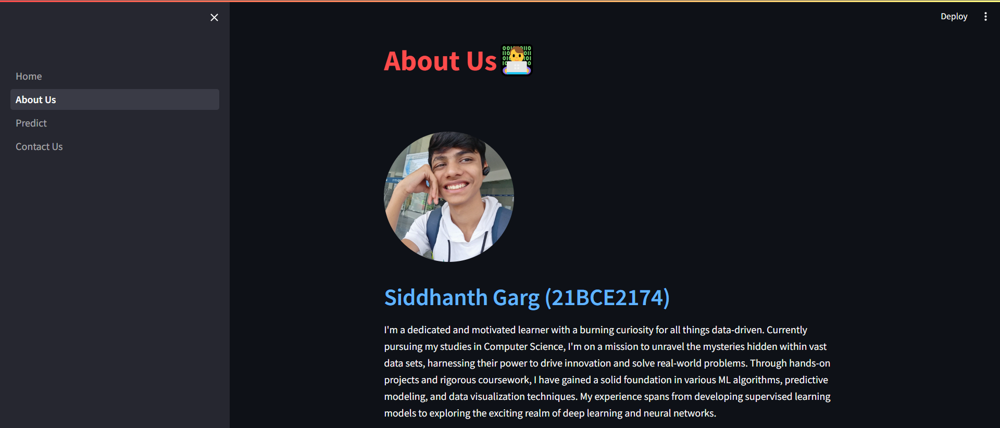 Deploy
Home
About Us
Predict
Contact Us
About Us
Siddhanth Garg (21BCE2174)
I'm a dedicated and motivated learner with a burning curiosity for all things data-driven. Currently
pursuing my studies in Computer Science, I'm on a mission to unravel the mysteries hidden within vast
data sets, harnessing their power to drive innovation and solve real-world problems. Through hands-on
projects and rigorous coursework, I have gained a solid foundation in various ML algorithms, predictive
modeling, and data visualization techniques. My experience spans from developing supervised learning
models to exploring the exciting realm of deep learning and neural networks.